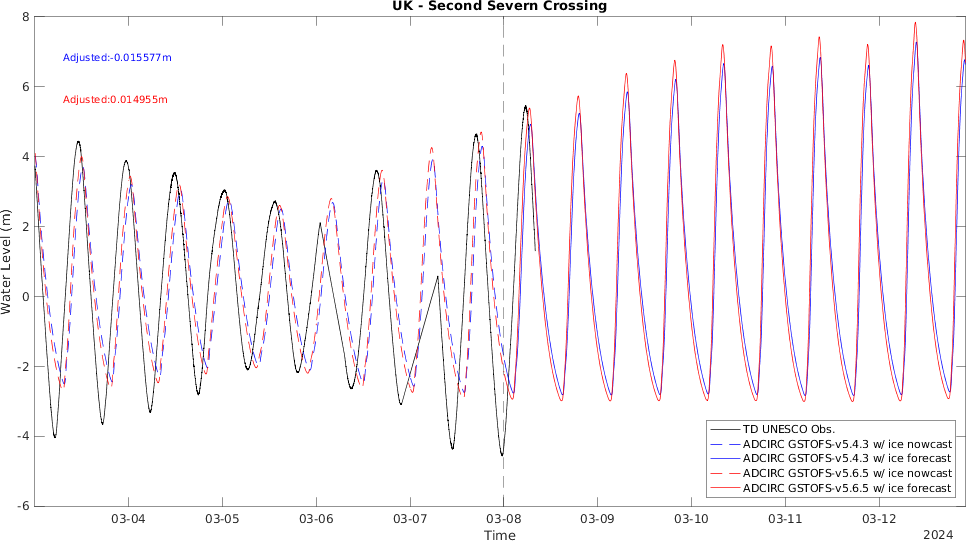 UK - Second Severn Crossing
8
6
4
2
0
-2
-4
-6
Water Level (m)
Adjusted:-0.015577m
Adjusted:0.014955m
TD UNESCO Obs.
ADCIRC GSTOFS-v5.4.3 w/ ice nowcast
ADCIRC GSTOFS-v5.4.3 w/ ice forecast
ADCIRC GSTOFS-v5.6.5 w/ ice nowcast
ADCIRC GSTOFS-v5.6.5 w/ ice forecast
03-04 03-05 03-06 03-07 03-08 03-09 03-10 03-11 03-12
Time
2024